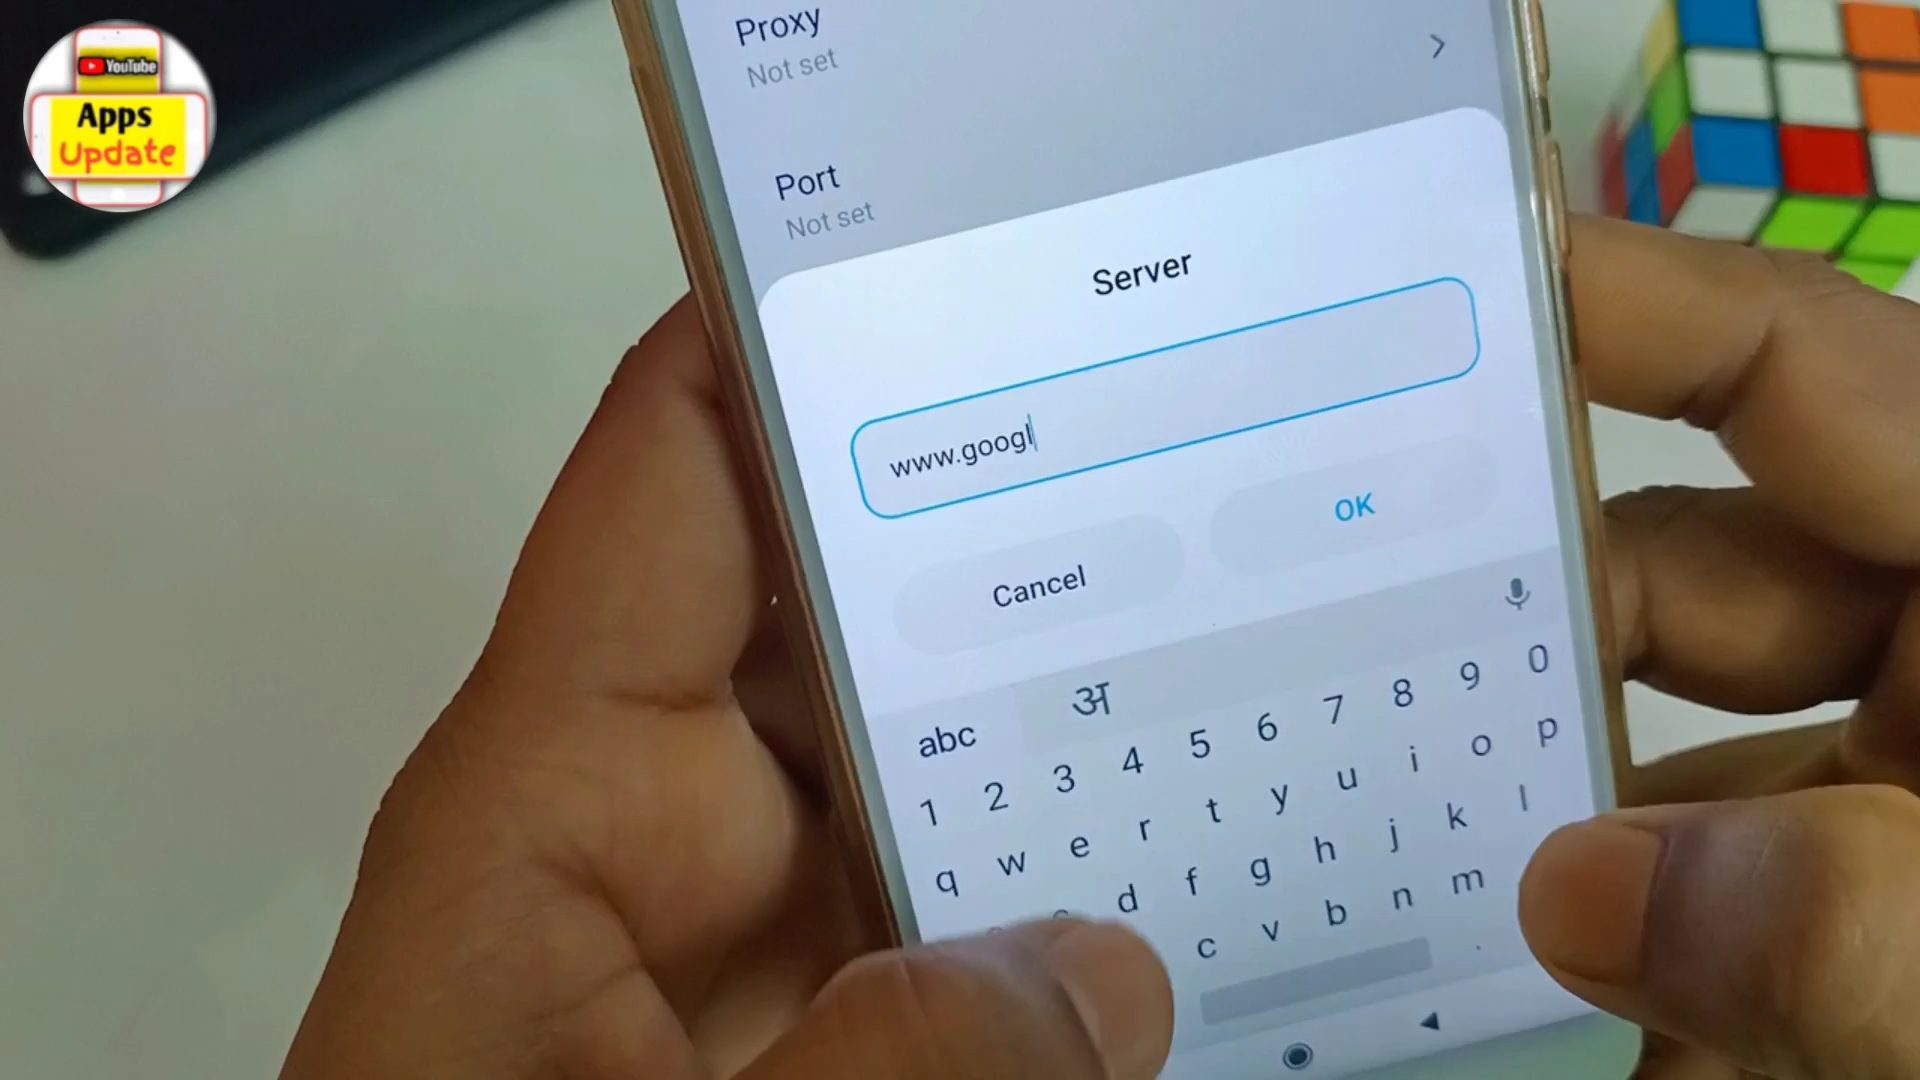 YouTube
Apps
Update
Proxy
Not set
Port
Not set
Server
www.googl
Cancel
OK
abc अ
1 2 3 4 5 6 7 8 9 0
q w e r t y u i o p
d f g h j k l
c v b n m .